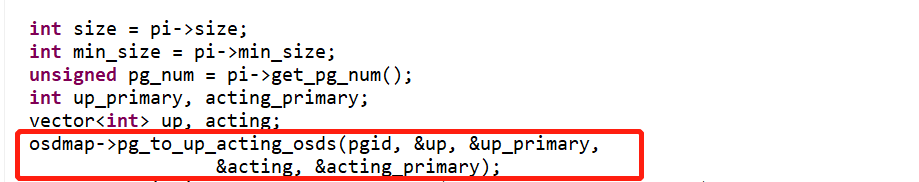 int size = pi->size;
int min_size = pi->min_size;
unsigned pg_num = pi->get_pg_num();
int up_primary, acting_primary;
vector<int> up, acting;
osdmap->pg_to_up_acting_osds(pgid, &up, &up_primary,
&acting, &acting_primary);